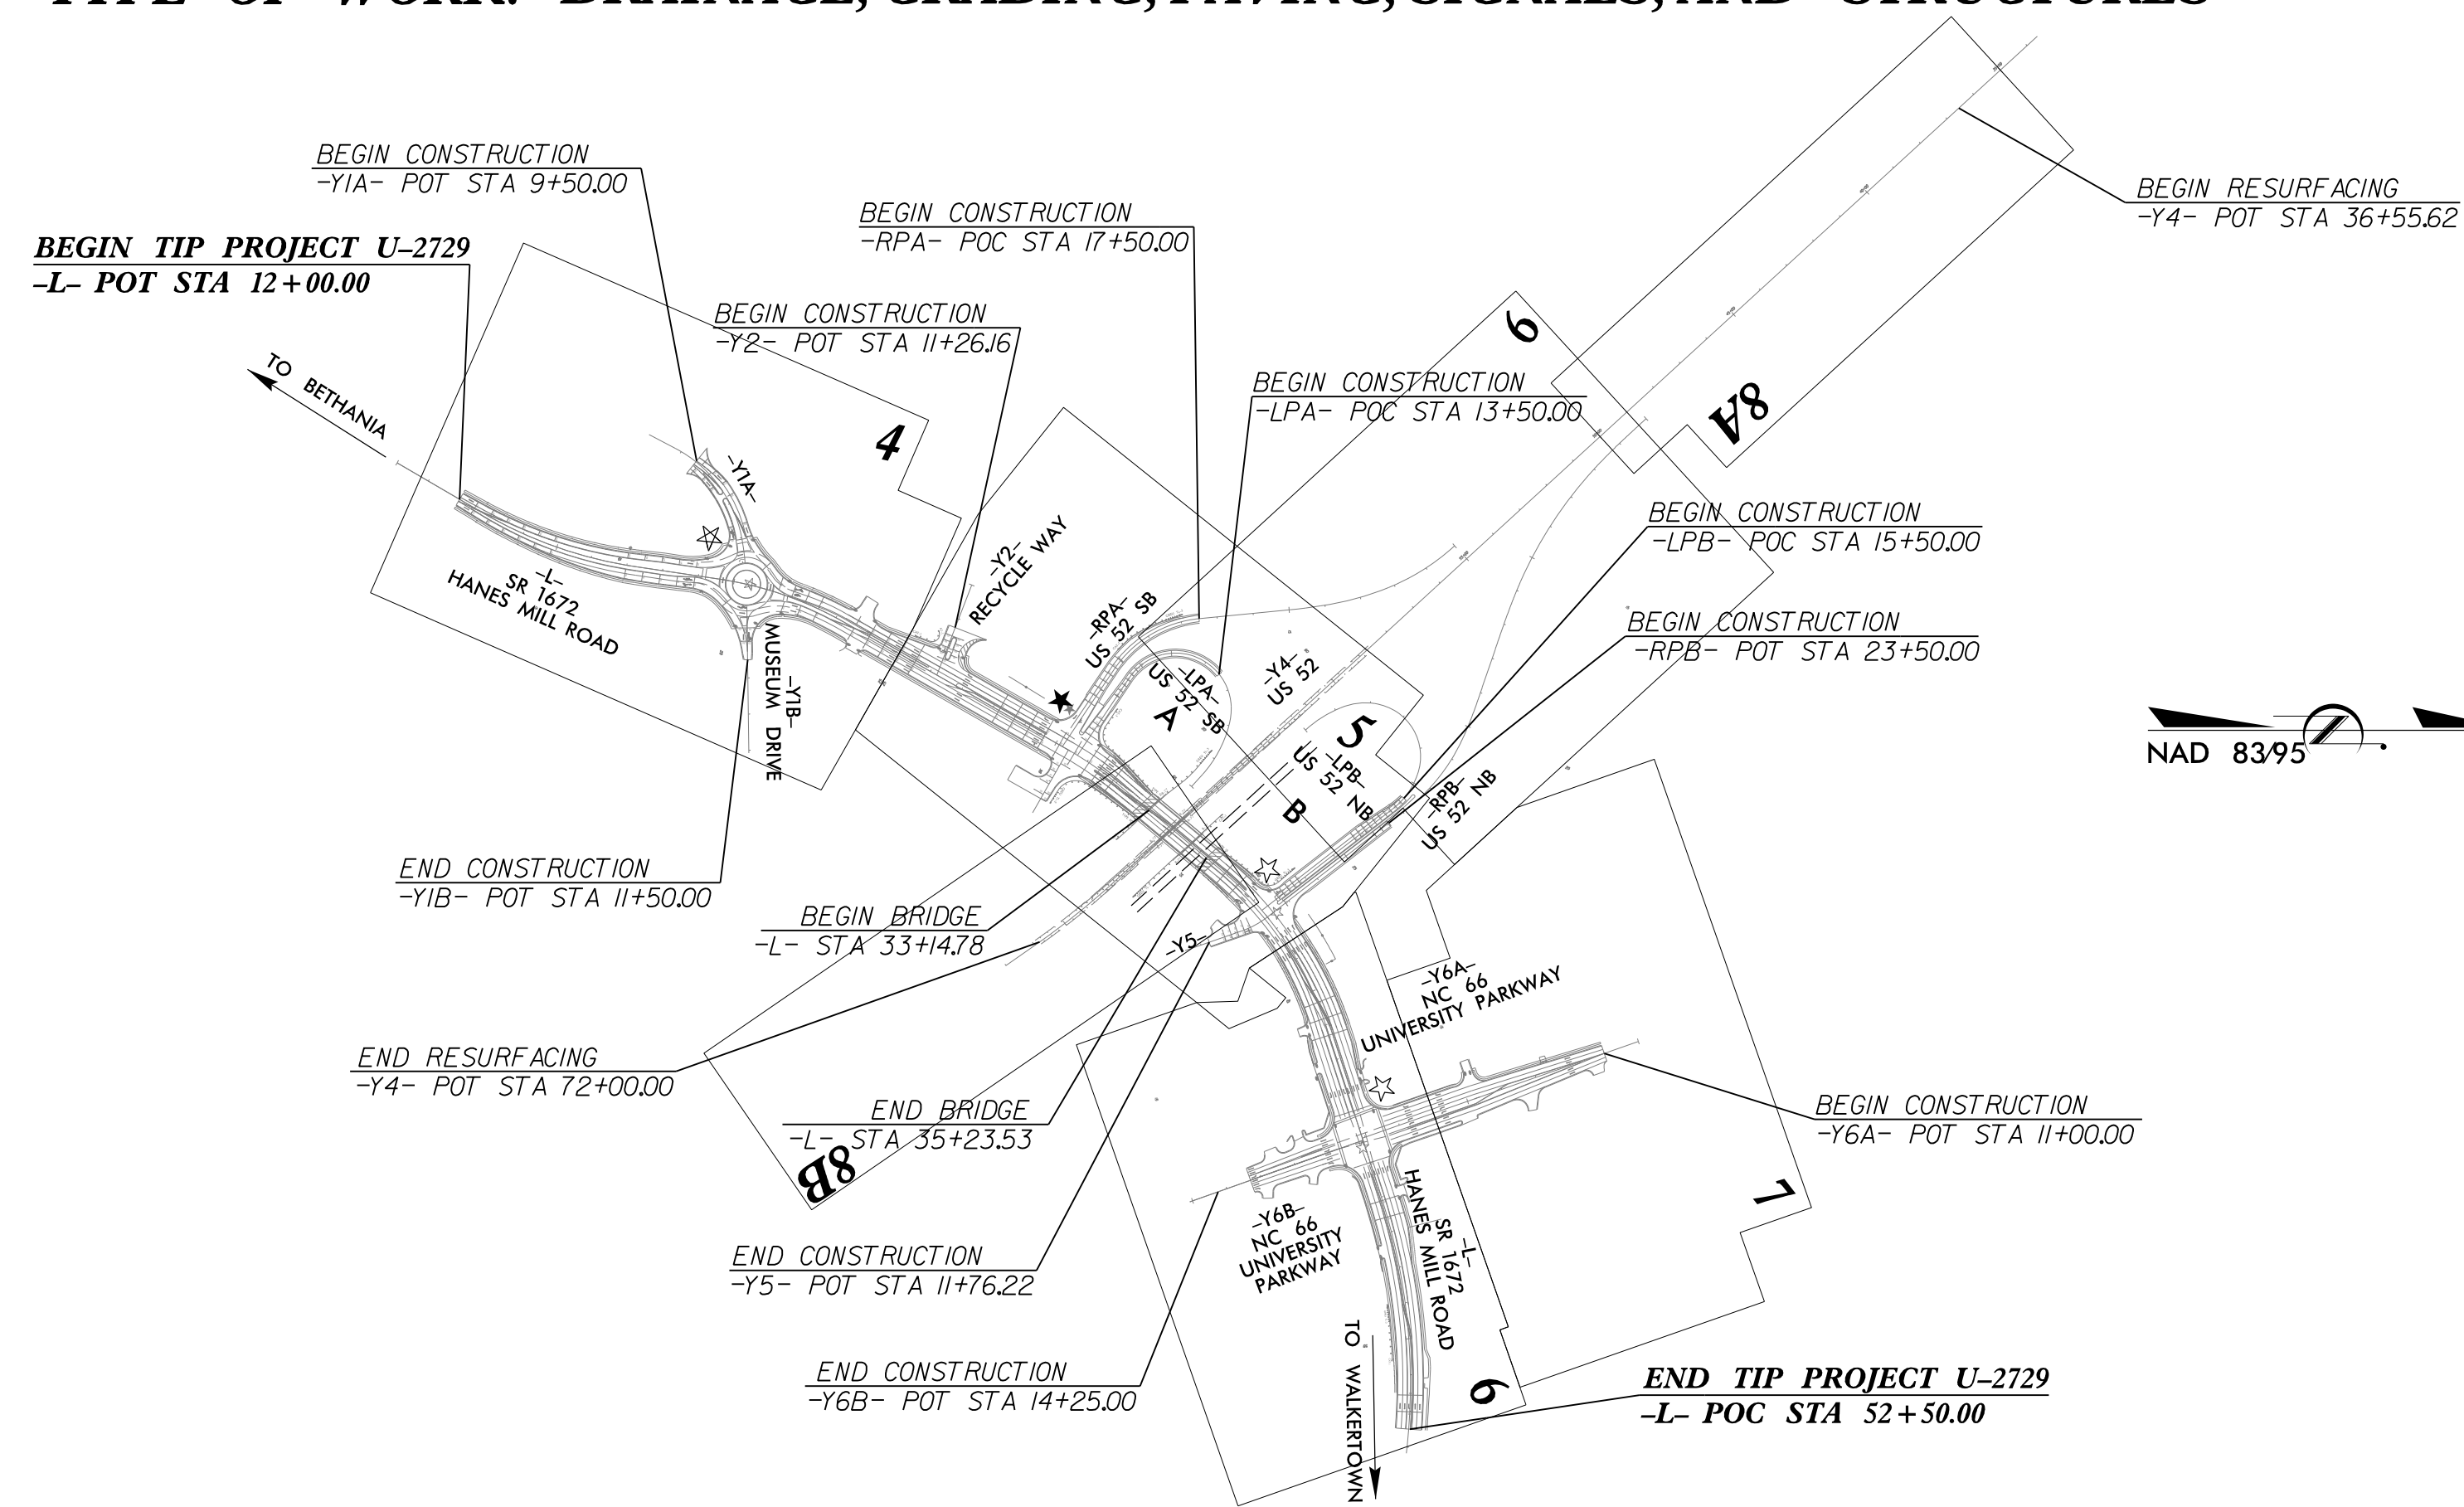 TYPE OF WORK: DRAINAGE, GRADING, PAVING, SIGNALS, AND STRUCTURES
BEGIN CONSTRUCTION
-Y1A- POT STA 9+50.00
BEGIN RESURFACING
-Y4- POT STA 36+55.62
BEGIN CONSTRUCTION
-RPA- POC STA 17+50.00
BEGIN TIP PROJECT U-2729
-L- POT STA 12+00.00
BEGIN CONSTRUCTION
-Y2- POT STA 11+26.16
9
BEGIN CONSTRUCTION
-LPA- POC STA 13+50.00
8A
TO BETHANIA
4
-Y1A-
BEGIN CONSTRUCTION
-LPB- POC STA 15+50.00
-Y2-
RECYCLE WAY
-L-
SR 1672
HANES MILL ROAD
-RPA-
US 52 SB
BEGIN CONSTRUCTION
-RPB- POT STA 23+50.00
-Y1B-
MUSEUM DRIVE
-LPA-
US 52 SB
A
-Y4-
US 52
5
-LPB-
US 52 NB
B
-RPB-
US 52 NB
NAD 83/95
END CONSTRUCTION
-Y1B- POT STA 11+50.00
BEGIN BRIDGE
-L- STA 33+14.78
-Y5-
-Y6A-
NC 66
UNIVERSITY PARKWAY
END RESURFACING
-Y4- POT STA 72+00.00
END BRIDGE
-L- STA 35+23.53
8B
BEGIN CONSTRUCTION
-Y6A- POT STA 11+00.00
7
-Y6B-
NC 66
UNIVERSITY
PARKWAY
-L-
SR 1672
HANES MILL ROAD
END CONSTRUCTION
-Y5- POT STA 11+76.22
TO WALKERTOWN
END CONSTRUCTION
-Y6B- POT STA 14+25.00
6
END TIP PROJECT U-2729
-L- POC STA 52+50.00